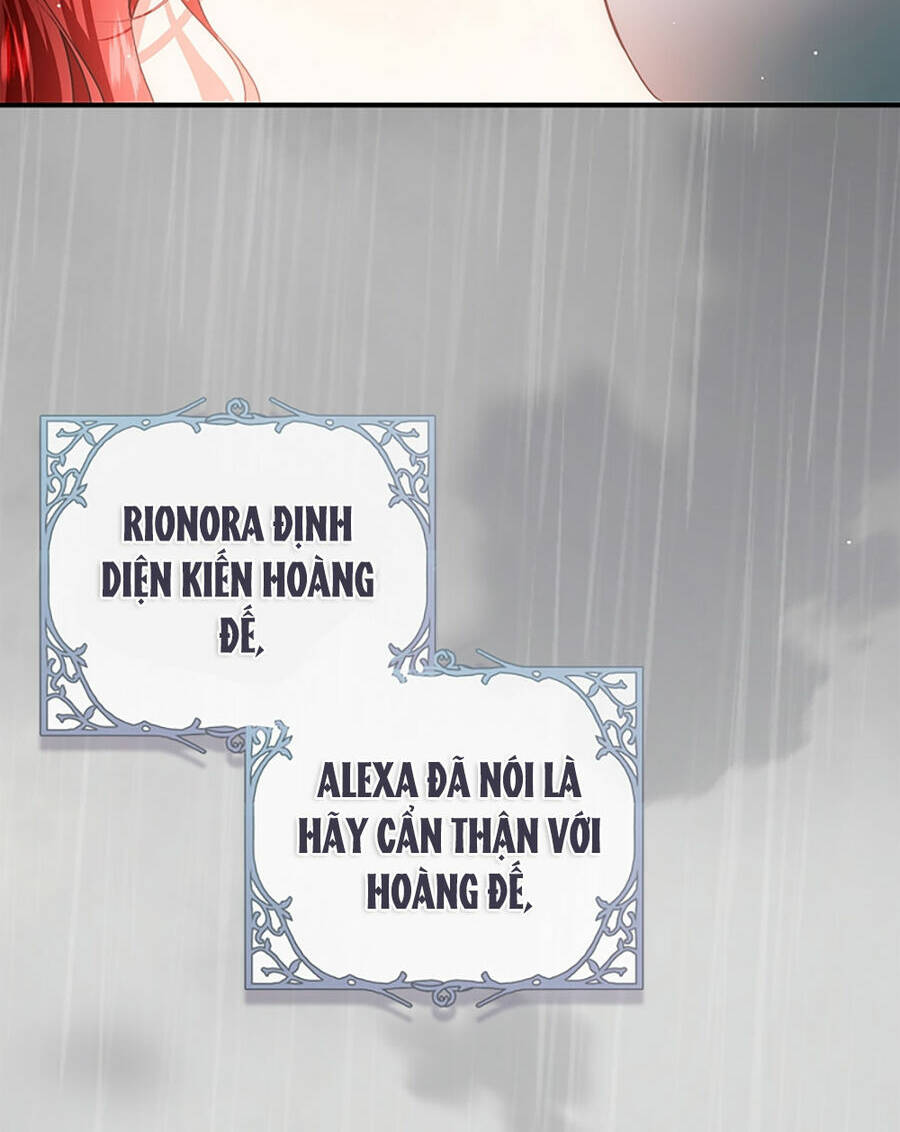 RIONORA ĐỊNH
DIỆN KIẾN HOÀNG
ĐẾ,
ALEXA ĐÃ NÓI LÀ
HÃY CẨN THẬN VỚI
HOÀNG ĐẾ,